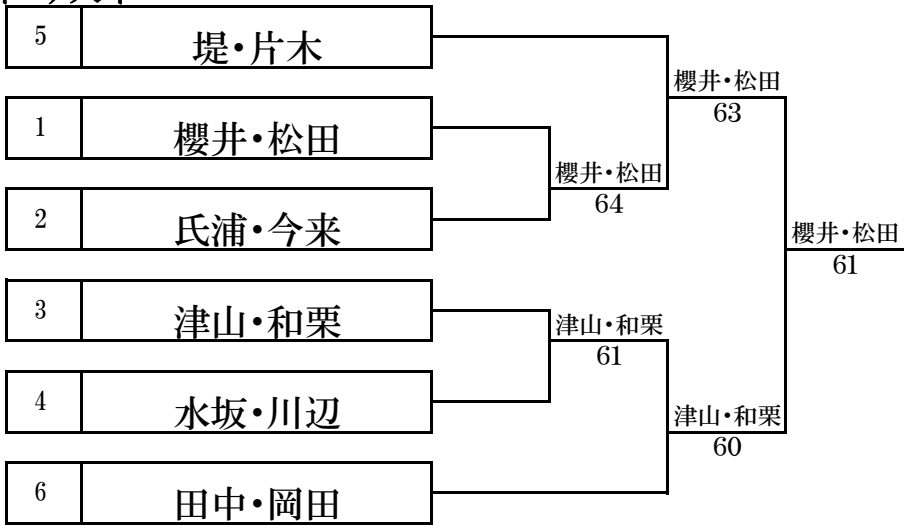 5 堤・片木
櫻井・松田
63
1 櫻井・松田
櫻井・松田
64
2 氏浦・今来
櫻井・松田
61
3 津山・和栗
津山・和栗
61
4 水坂・川辺
津山・和栗
60
6 田中・岡田